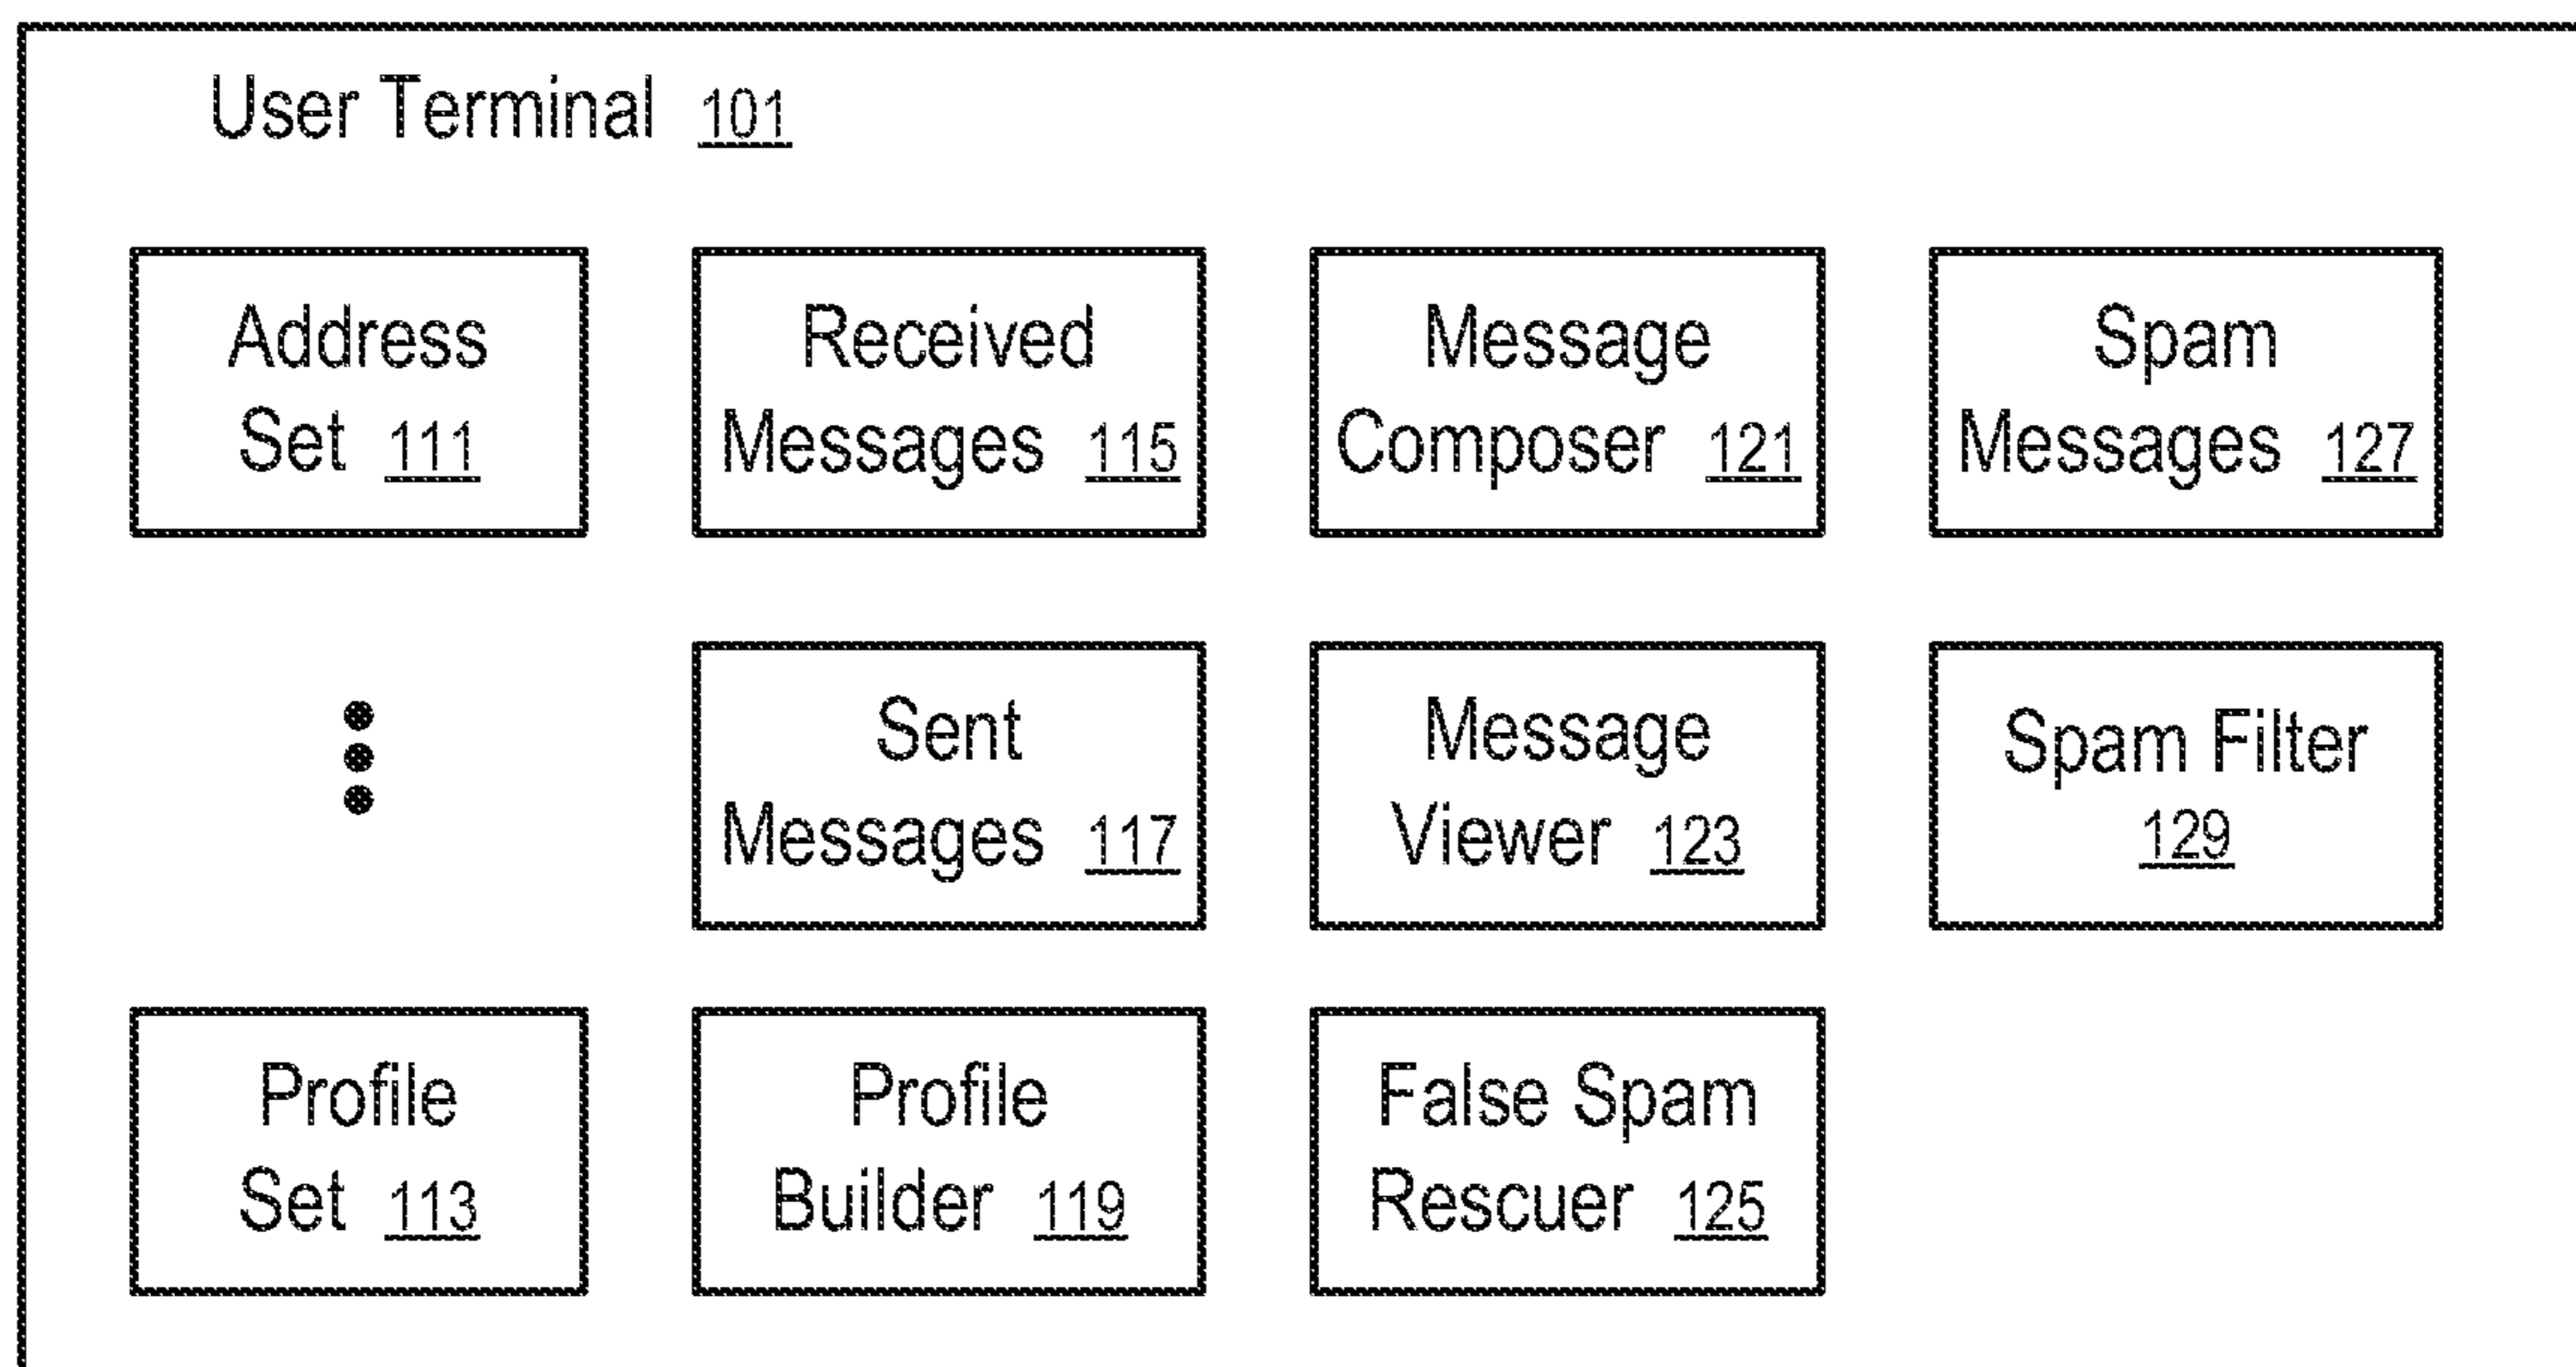 User Terminal 101
Address
Set 111
Received
Messages 115
Message
Composer 121
Spam
Messages 127
Sent
Messages 117
Message
Viewer 123
Spam Filter
129
Profile
Set 113
Profile
Builder 119
False Spam
Rescuer 125